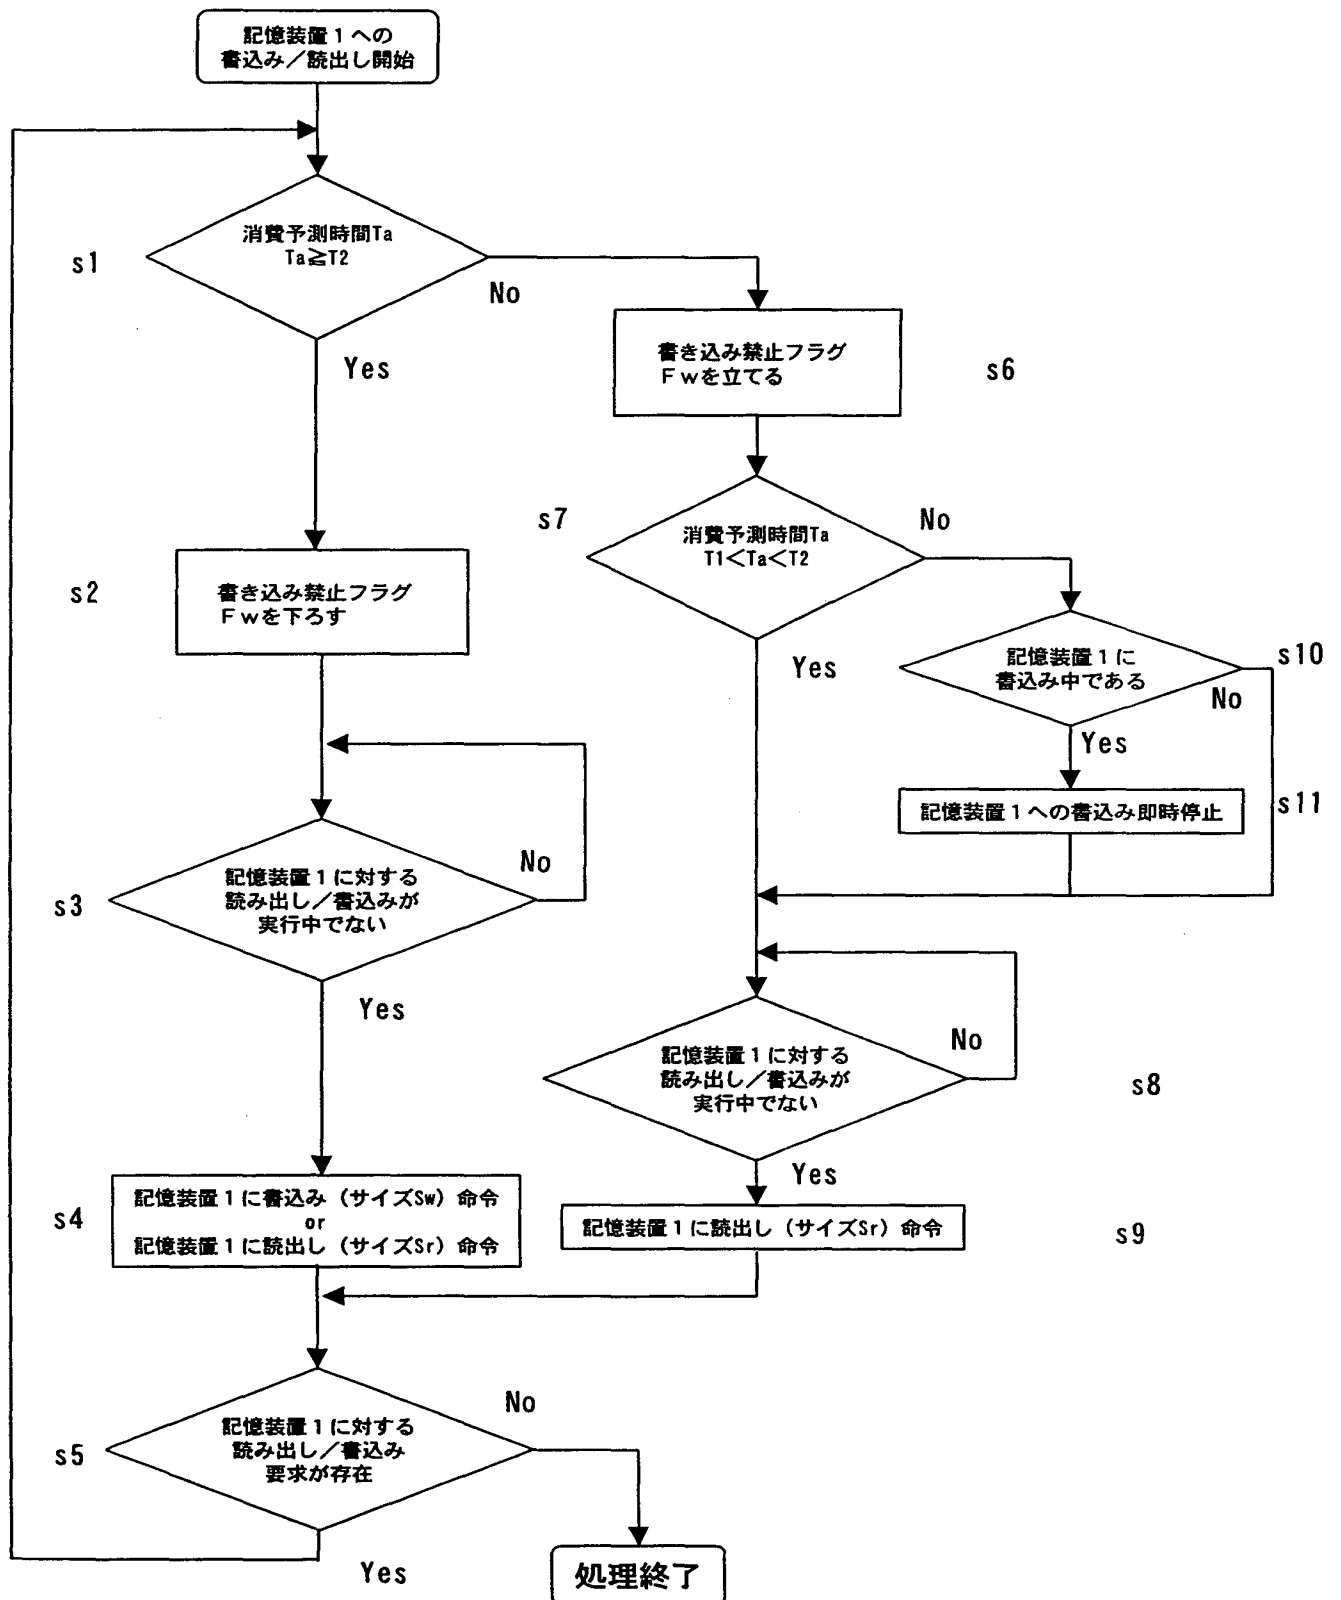 記憶装置1への
書込み/読出し開始
s1
消費予測時間Ta
Ta≧T2
No
Yes
書き込み禁止フラグ
Fwを立てる
s6
s7
消費予測時間Ta
T1<Ta<T2
No
Yes
s2
書き込み禁止フラグ
Fwを下ろす
記憶装置1に
書込み中である
s10
No
Yes
記憶装置1への書込み即時停止
s11
s3
記憶装置1に対する
読み出し/書込みが
実行中でない
No
Yes
記憶装置1に対する
読み出し/書込みが
実行中でない
No
s8
Yes
s4
記憶装置1に書込み(サイズSw)命令
or
記憶装置1に読出し(サイズSr)命令
記憶装置1に読出し(サイズSr)命令
s9
s5
記憶装置1に対する
読み出し/書込み
要求が存在
No
Yes
処理終了